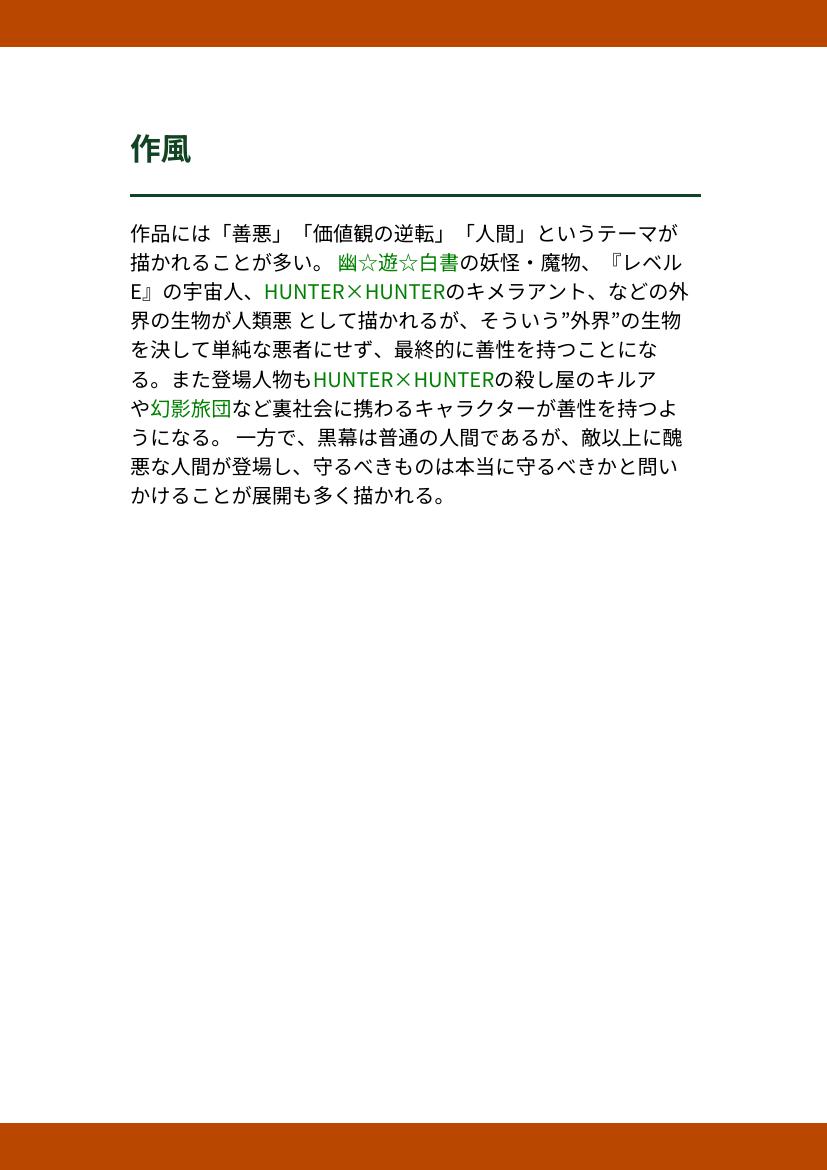 作風
作品には「善悪」「価値観の逆転」「人間」というテーマが
描かれることが多い。 幽☆遊☆白書の妖怪・魔物、『レベル
E』の宇宙人、HUNTER×HUNTERのキメラアント、などの外
界の生物が人類悪 として描かれるが、そういう”外界”の生物
を決して単純な悪者にせず、最終的に善性を持つことにな
る。また登場人物もHUNTER×HUNTERの殺し屋のキルア
や幻影旅団など裏社会に携わるキャラクターが善性を持つよ
うになる。 一方で、黒幕は普通の人間であるが、敵以上に醜
悪な人間が登場し、守るべきものは本当に守るべきかと問い
かけることが展開も多く描かれる。